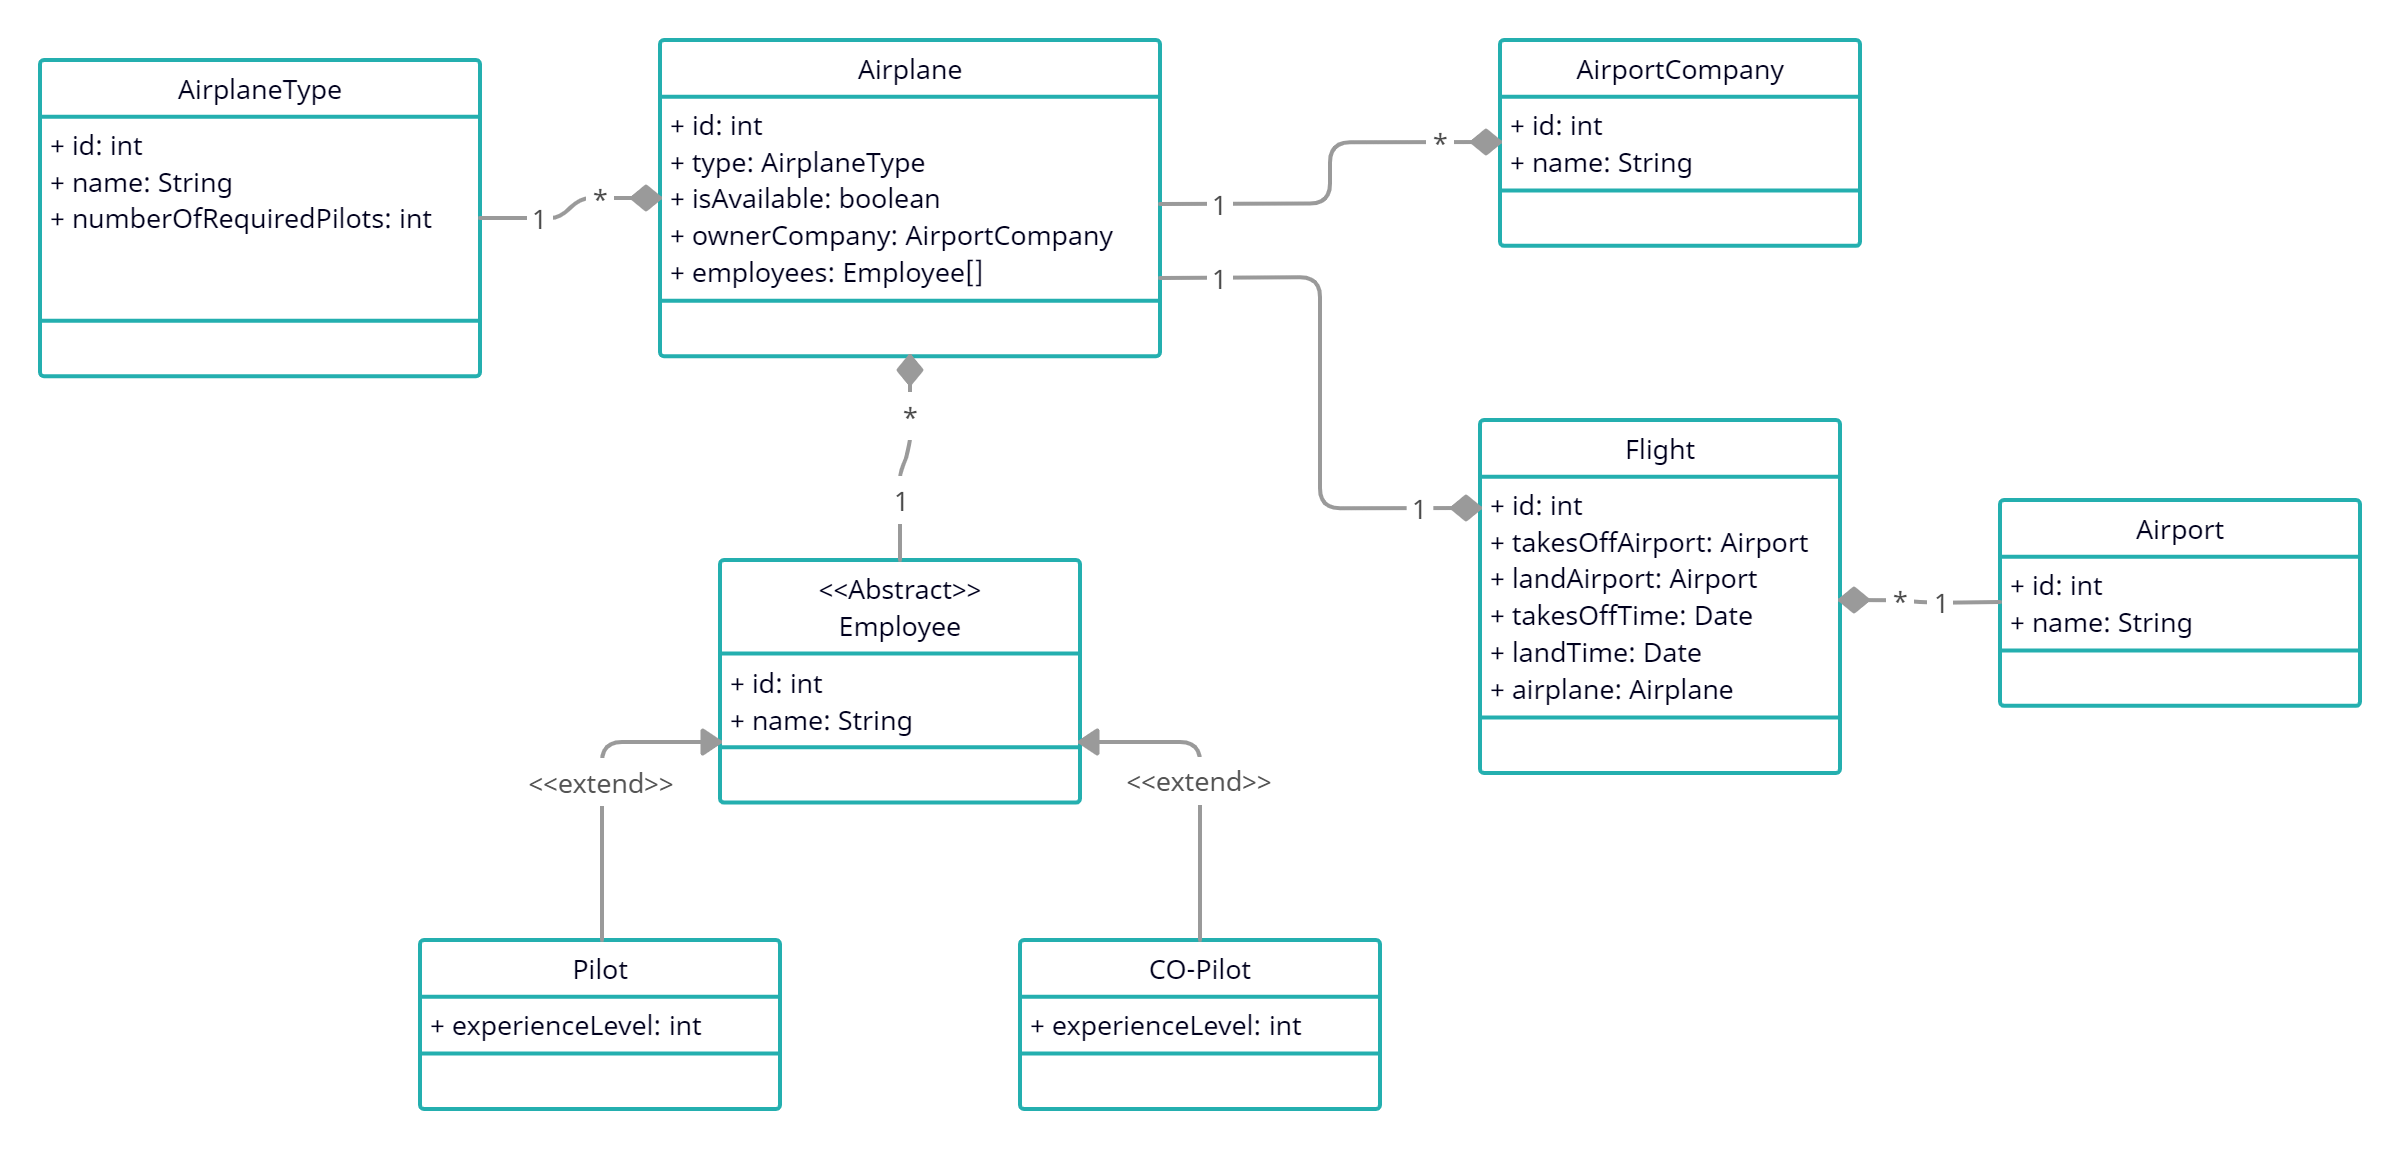 AirplaneType
+ id: int
+ name: String
+ numberOfRequiredPilots: int
1
*
Airplane
+ id: int
+ type: AirplaneType
+ isAvailable: boolean
+ ownerCompany: AirportCompany
+ employees: Employee[]
1
*
AirportCompany
+ id: int
+ name: String
1
1
Flight
+ id: int
+ takesOffAirport: Airport
+ landAirport: Airport
+ takesOffTime: Date
+ landTime: Date
+ airplane: Airplane
*
1
Airport
+ id: int
+ name: String
*
1
<<Abstract>>
Employee
+ id: int
+ name: String
<<extend>>
<<extend>>
Pilot
+ experienceLevel: int
CO-Pilot
+ experienceLevel: int